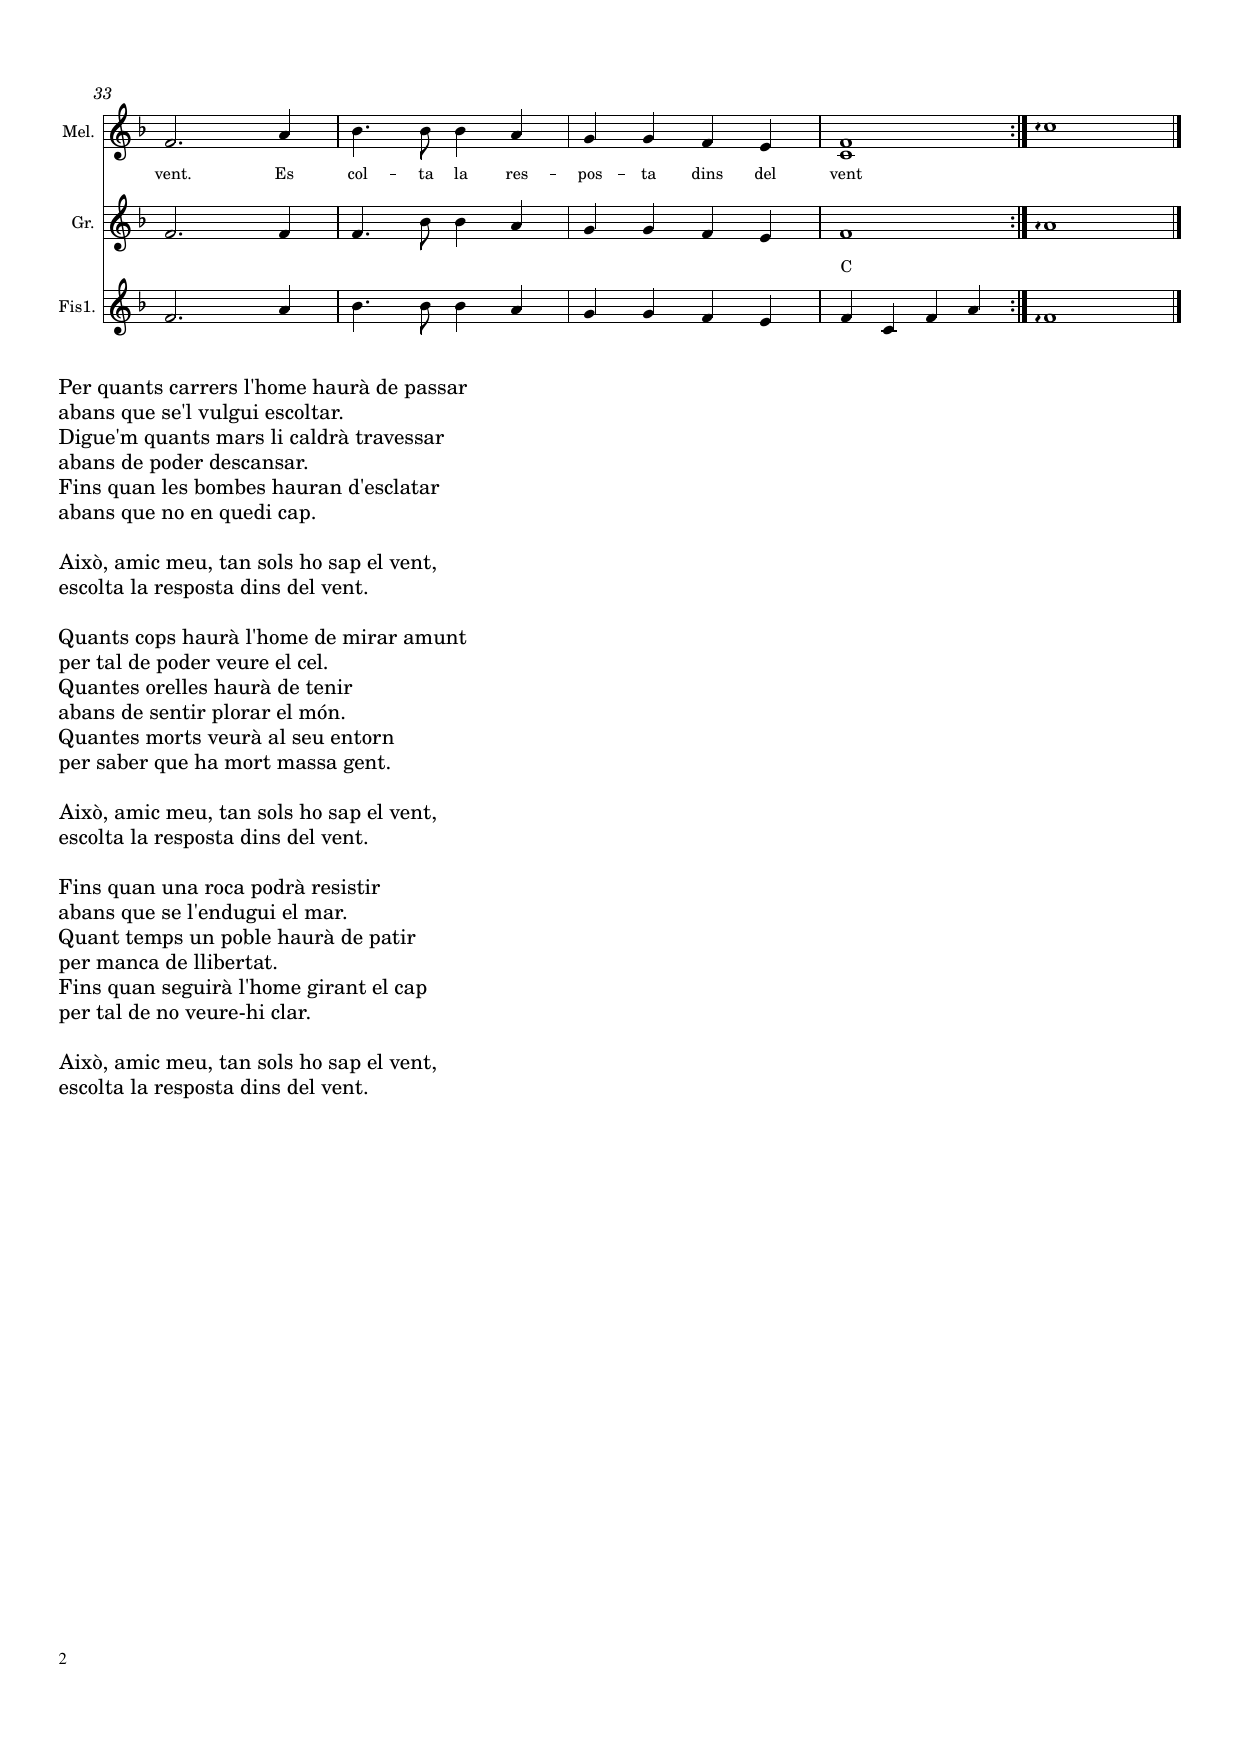 33
Mel.
vent. Es col - ta la res - pos - ta dins del vent
Gr.
C
Fis1.
Per quants carrers l'home haurà de passar
abans que se'l vulgui escoltar.
Digue'm quants mars li caldrà travessar
abans de poder descansar.
Fins quan les bombes hauran d'esclatar
abans que no en quedi cap.
Això, amic meu, tan sols ho sap el vent,
escolta la resposta dins del vent.
Quants cops haurà l'home de mirar amunt
per tal de poder veure el cel.
Quantes orelles haurà de tenir
abans de sentir plorar el món.
Quantes morts veurà al seu entorn
per saber que ha mort massa gent.
Això, amic meu, tan sols ho sap el vent,
escolta la resposta dins del vent.
Fins quan una roca podrà resistir
abans que se l'endugui el mar.
Quant temps un poble haurà de patir
per manca de llibertat.
Fins quan seguirà l'home girant el cap
per tal de no veure-hi clar.
Això, amic meu, tan sols ho sap el vent,
escolta la resposta dins del vent.
2